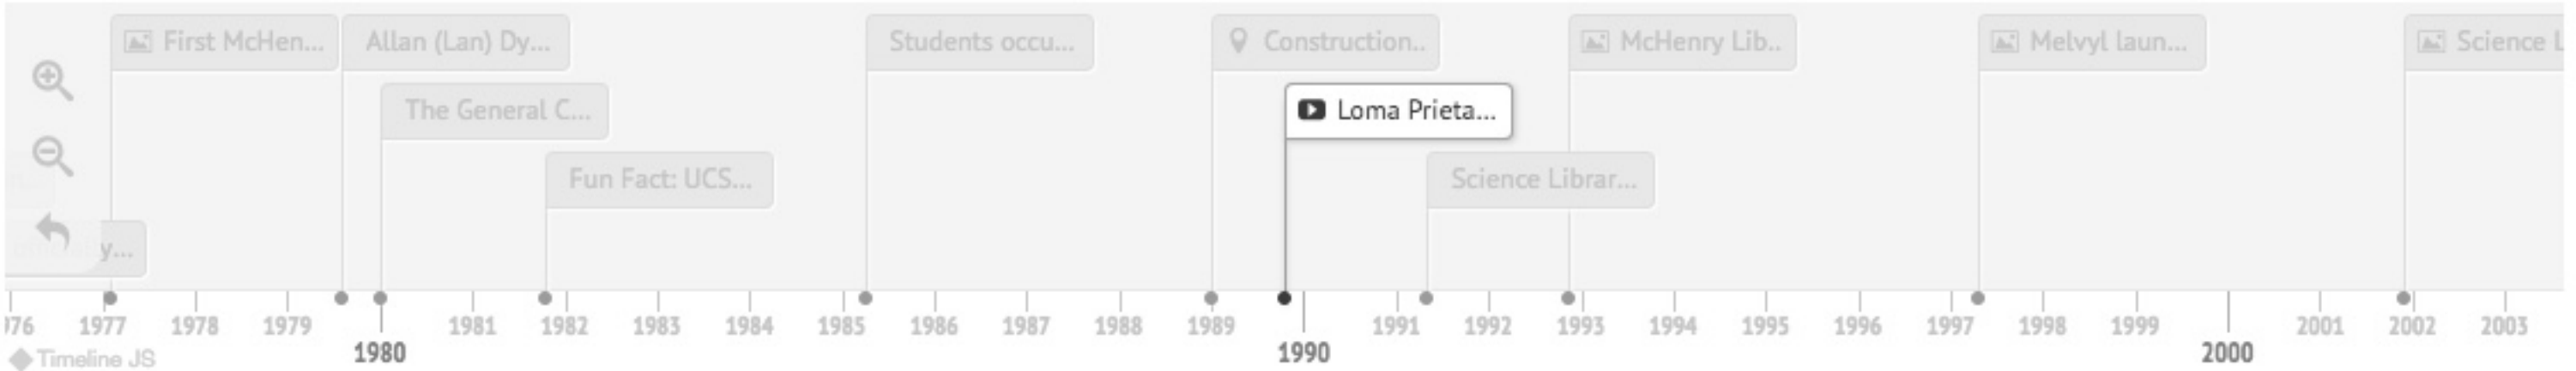 First McHen...
Allan (Lan) Dy...
Students occu...
Construction..
McHenry Lib..
Melvyl laun...
Science L
The General C...
Loma Prieta...
Fun Fact: UCS...
Science Librar...
y...
976 1977 1978 1979 1981 1982 1983 1984 1985 1986 1987 1988 1989 1991 1992 1993 1994 1995 1996 1997 1998 1999 2001 2002 2003
1980 1990 2000
Timeline JS